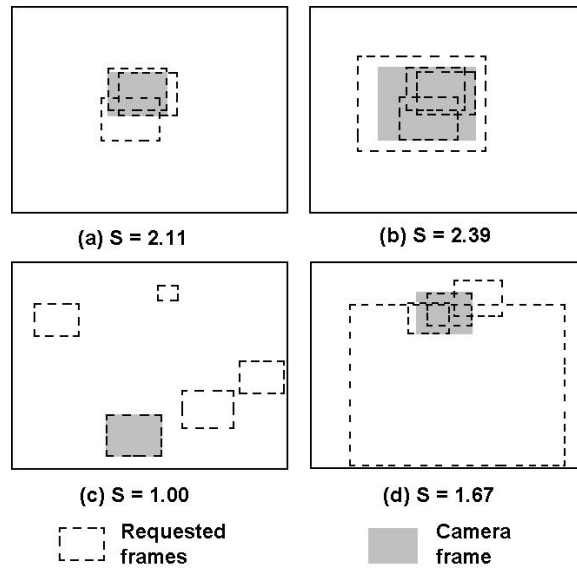 (a) S = 2.11
(b) S = 2.39
(c) S = 1.00
(d) S = 1.67
Requested
frames
Camera
frame